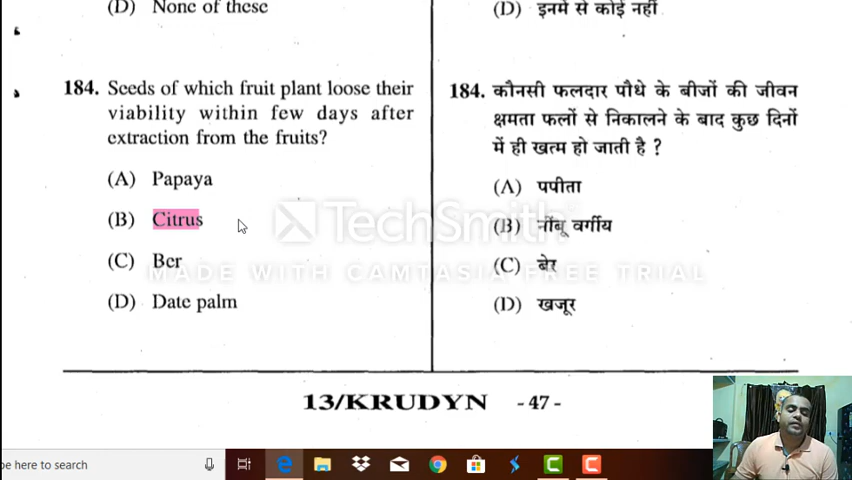 (D) None of these
184. Seeds of which fruit plant loose their
viability within few days after
extraction from the fruits?
(A) Papaya
(B) Citrus
(C) Ber
(D) Date palm
(D) इनमें से कोई नहीं
184. कौनसी फलदार पौधे के बीजों की जीवन
क्षमता फलों से निकालने के बाद कुछ दिनों
में ही खत्म हो जाती है ?
(A) पपीता
(B) नींबू वर्गीय
(C) बेर
(D) खजूर
TechSmith
MADE WITH CAMTASIA FREE TRIAL
13/KRUDYN -47-
pe here to search